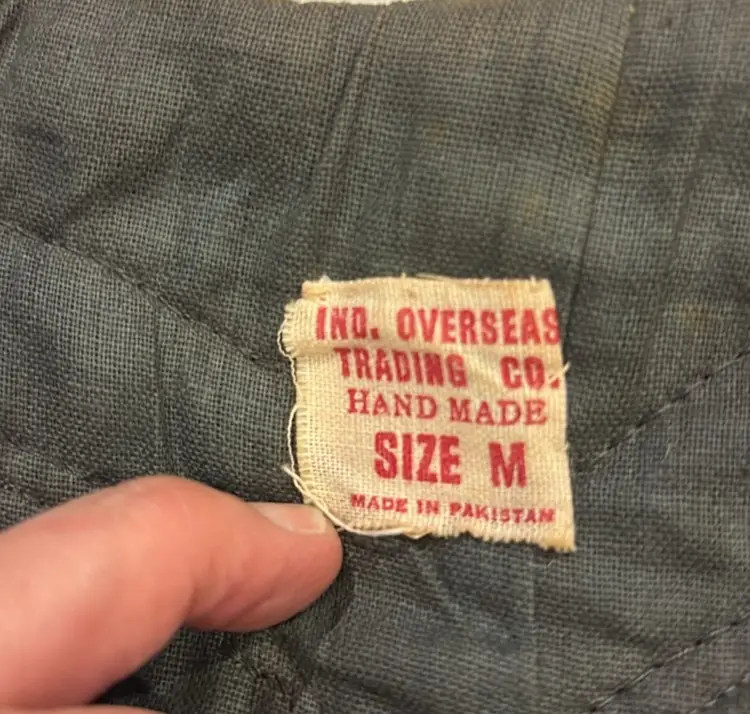 IND. OVERSEAS
TRADING CO.
HAND MADE
SIZE M
MADE IN PAKISTAN